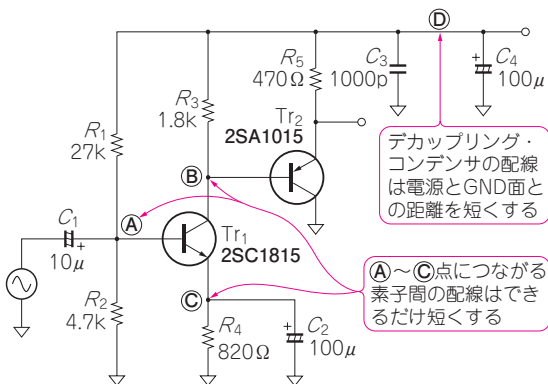 D
R5
470Ω
C3
1000p
C4
+
100μ
R3
1.8k
R1
27k
Tr2
2SA1015
デカップリング・
コンデンサの配線
は電源とGND面と
の距離を短くする
B
A
C1
+
10μ
Tr1
2SC1815
C
R2
4.7k
R4
820Ω
+
C2
100μ
A～C点につながる
素子間の配線はでき
るだけ短くする